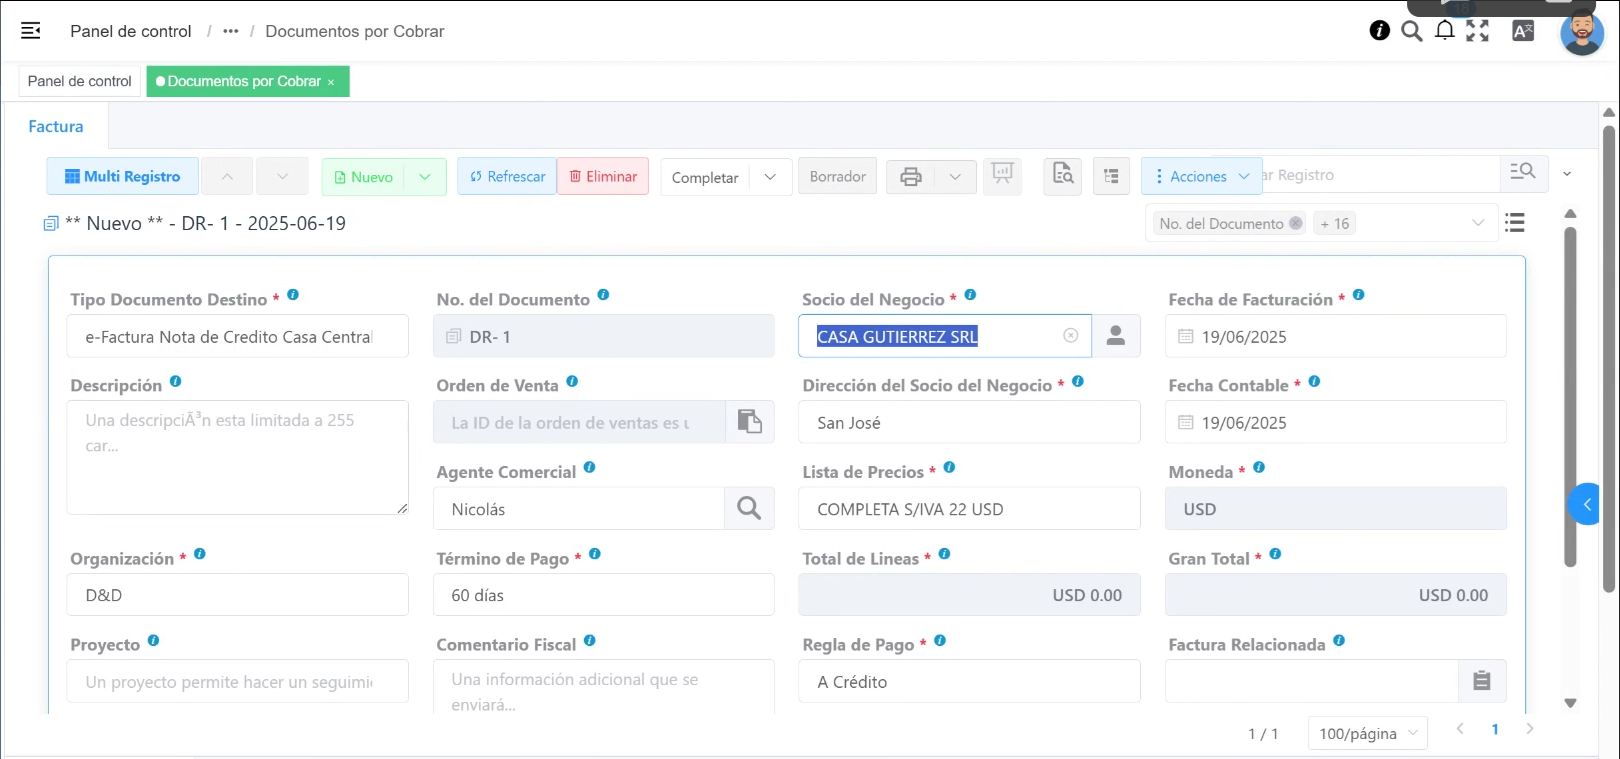 18
Panel de control / ••• / Documentos por Cobrar
Panel de control
Documentos por Cobrar ×
Factura
Multi Registro
Nuevo
Refrescar
Eliminar
Completar
Borrador
Acciones
ar Registro
** Nuevo ** - DR- 1 - 2025-06-19
No. del Documento
+ 16
Tipo Documento Destino *
No. del Documento
Socio del Negocio *
Fecha de Facturación *
e-Factura Nota de Credito Casa Central
DR- 1
CASA GUTIERREZ SRL
19/06/2025
Descripción
Orden de Venta
Dirección del Socio del Negocio *
Fecha Contable *
Una descripciÃ³n esta limitada a 255
car...
La ID de la orden de ventas es u
San José
19/06/2025
Agente Comercial
Lista de Precios *
Moneda *
Nicolás
COMPLETA S/IVA 22 USD
USD
Organización *
Término de Pago *
Total de Lineas *
Gran Total *
D&D
60 días
USD 0.00
USD 0.00
Proyecto
Comentario Fiscal
Regla de Pago *
Factura Relacionada
Un proyecto permite hacer un seguimie
Una información adicional que se
enviará...
A Crédito
1 / 1
100/página
1